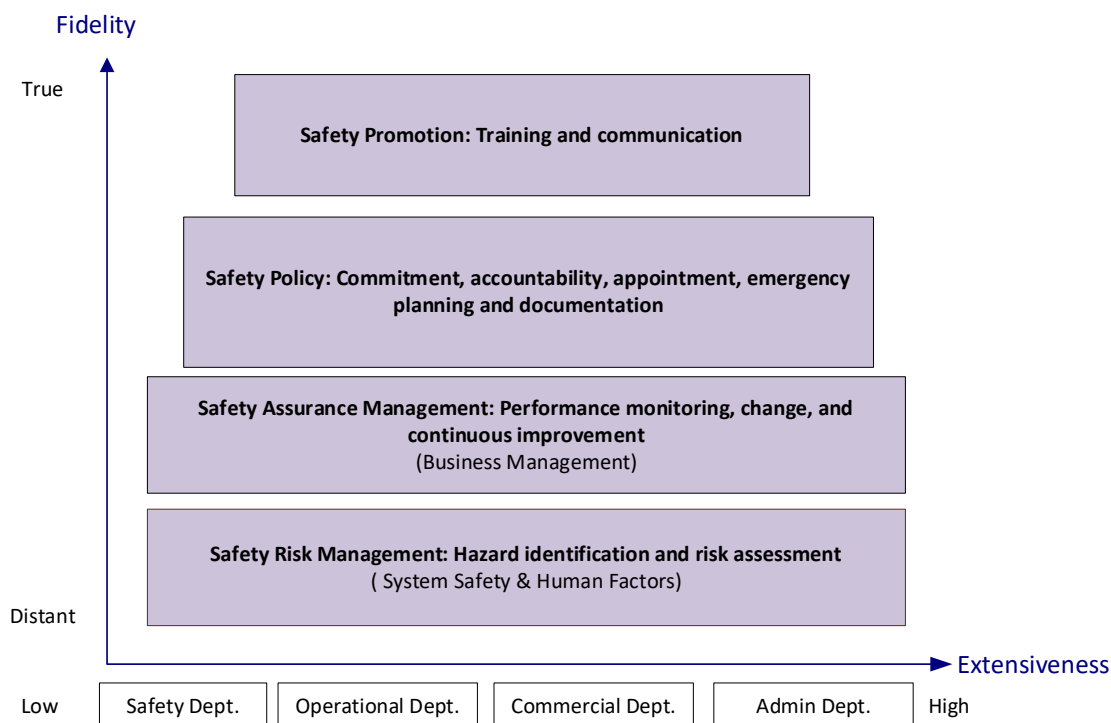 Fidelity
True
Safety Promotion: Training and communication
Safety Policy: Commitment, accountability, appointment, emergency
planning and documentation
Safety Assurance Management: Performance monitoring, change, and
continuous improvement
(Business Management)
Safety Risk Management: Hazard identification and risk assessment
( System Safety & Human Factors)
Distant
Extensiveness
Low
Safety Dept.
Operational Dept.
Commercial Dept.
Admin Dept.
High